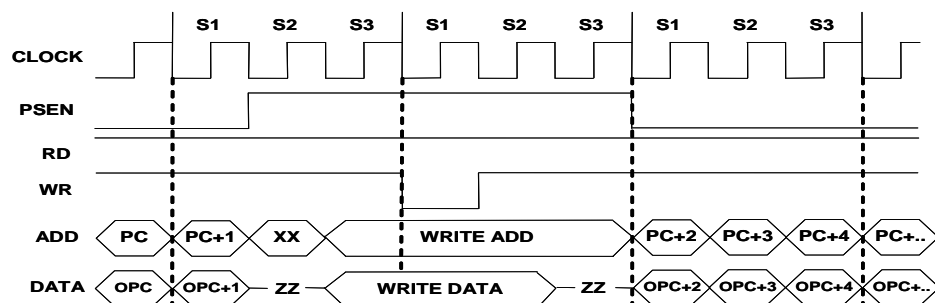 S1 S2 S3 S1 S2 S3 S1 S2 S3
CLOCK
PSEN
RD
WR
ADD PC PC+1 XX WRITE ADD PC+2 PC+3 PC+4 PC+..
DATA OPC OPC+1 ZZ WRITE DATA ZZ OPC+2 OPC+3 OPC+4 OPC+..